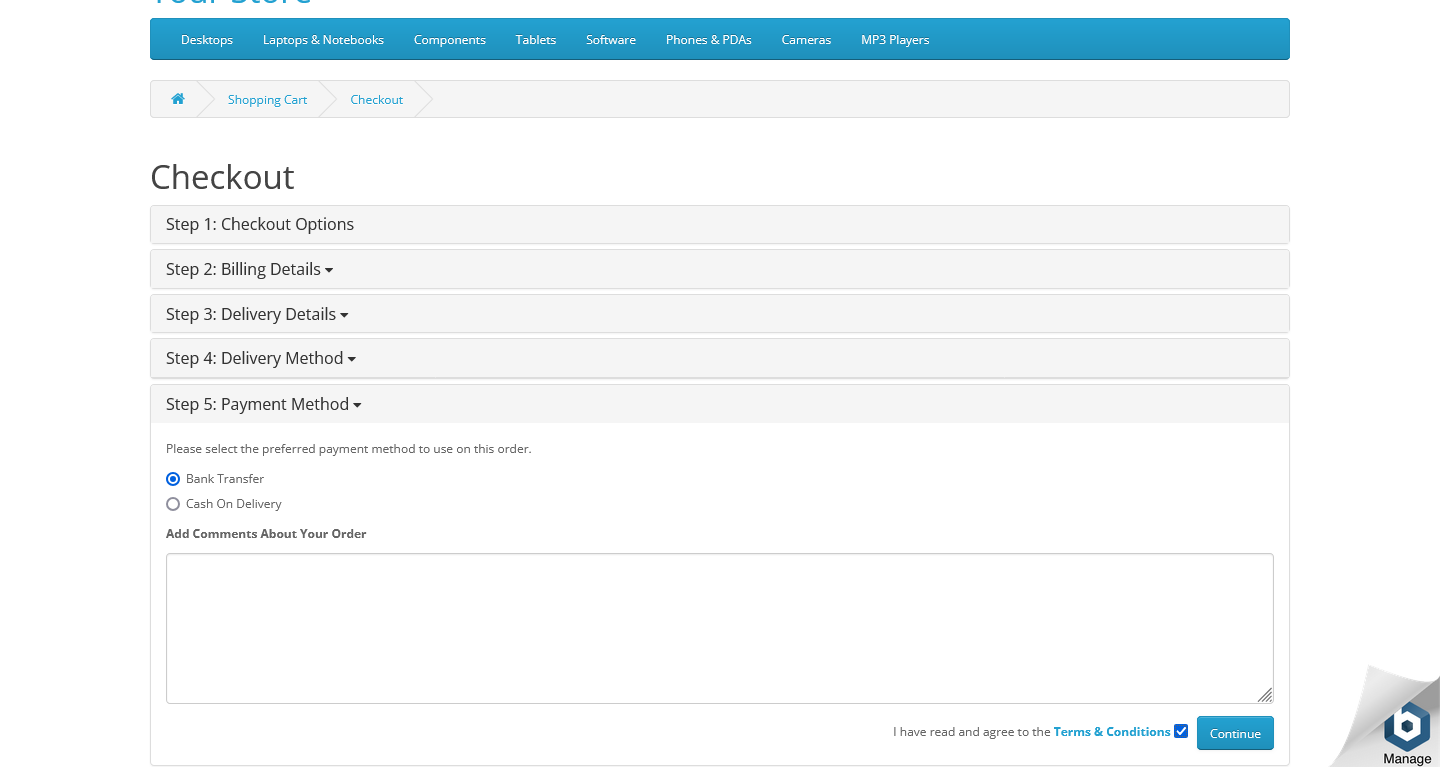 Your Store
Desktops Laptops & Notebooks Components Tablets Software Phones & PDAs Cameras MP3 Players
Shopping Cart Checkout
Checkout
Step 1: Checkout Options
Step 2: Billing Details
Step 3: Delivery Details
Step 4: Delivery Method
Step 5: Payment Method
Please select the preferred payment method to use on this order.
Bank Transfer
Cash On Delivery
Add Comments About Your Order
I have read and agree to the Terms & Conditions Continue
Manage